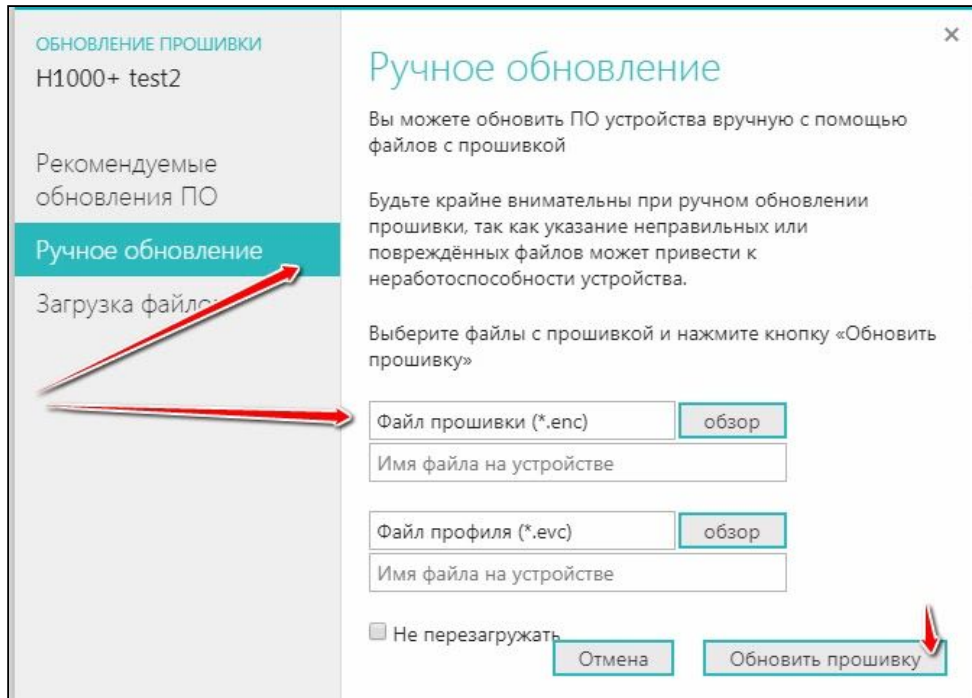 ОБНОВЛЕНИЕ ПРОШИВКИ
H1000+ test2
Рекомендуемые
обновления ПО
Ручное обновление
Загрузка
Ручное обновление
Вы можете обновить ПО устройства вручную с помощью
файлов с прошивкой
Будьте крайне внимательны при ручном обновлении
прошивки, так как указание неправильных или
повреждённых файлов может привести к
неработоспособности устройства.
Выберите файлы с прошивкой и нажмите кнопку «Обновить
прошивку»
Файл прошивки (*.enc) обзор
Имя файла на устройстве
Файл профиля (*.evc) обзор
Имя файла на устройстве
Не перезагружать
Отмена Обновить прошивку